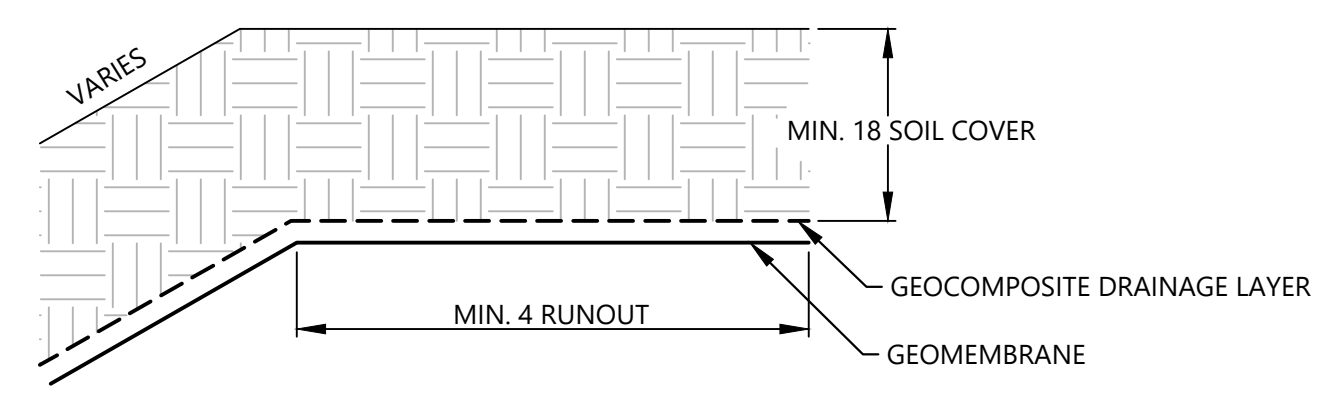 VARIES
MIN. 18 SOIL COVER
GEOCOMPOSITE DRAINAGE LAYER
MIN. 4 RUNOUT
GEOMEMBRANE